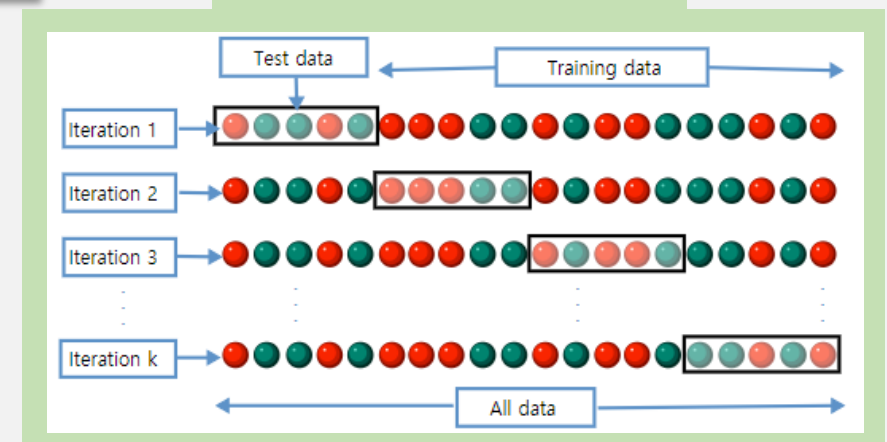 Test data
Training data
Iteration 1
Iteration 2
Iteration 3
Iteration k
All data